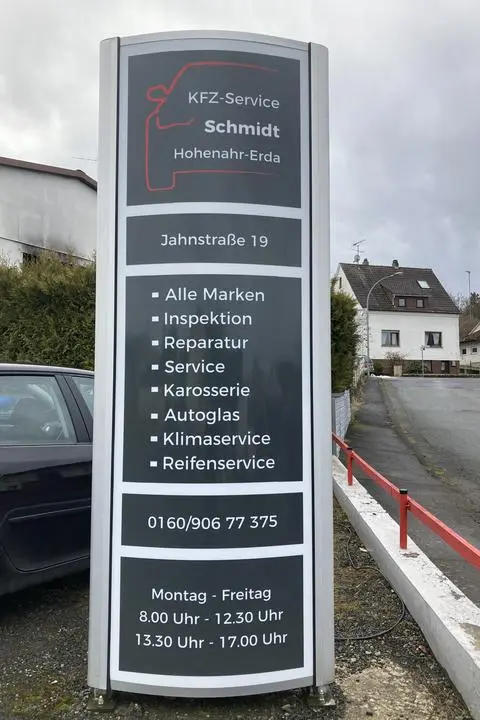 KFZ-Service
Schmidt
Hohenahr-Erda
Jahnstraße 19
Alle Marken
Inspektion
Reparatur
Service
Karosserie
Autoglas
Klimaservice
Reifenservice
0160/906 77 375
Montag - Freitag
8.00 Uhr - 12.30 Uhr
13.30 Uhr - 17.00 Uhr